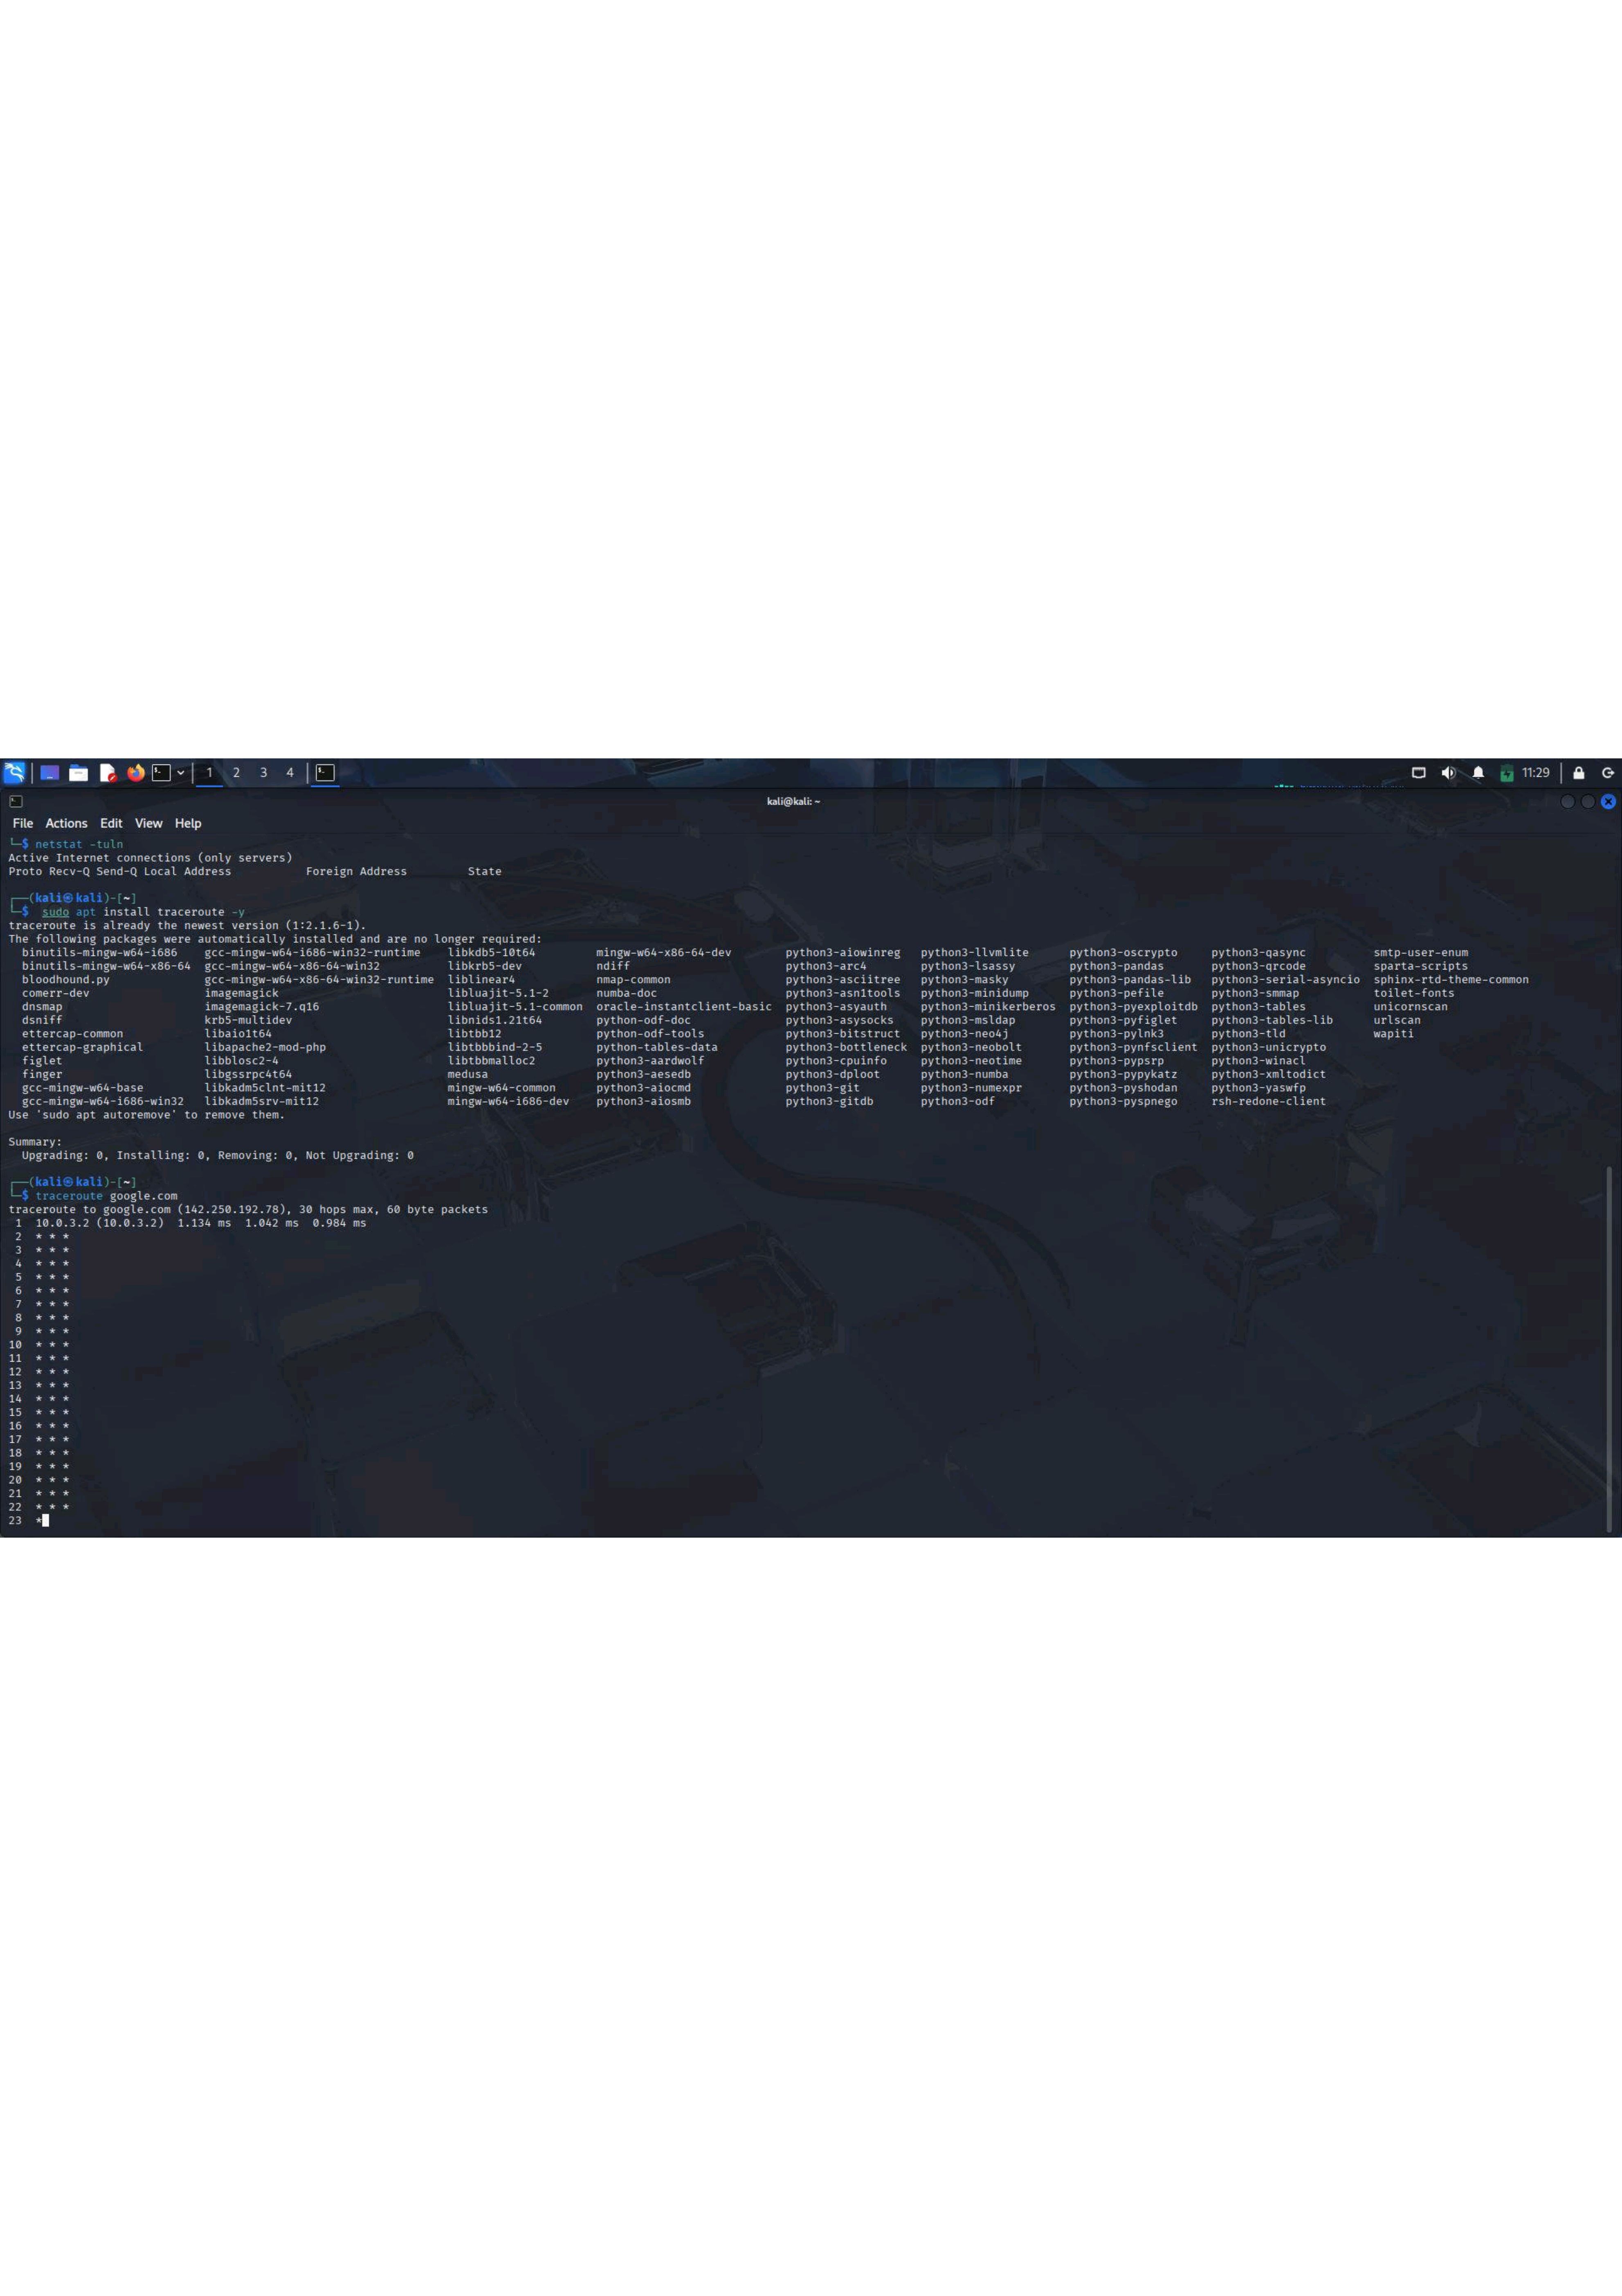 1 2 3 4 11:29
kali@kali: ~
File Actions Edit View Help
└─$ netstat -tuln
Active Internet connections (only servers)
Proto Recv-Q Send-Q Local Address           Foreign Address         State
┌──(kali㉿kali)-[~]
└─$ sudo apt install traceroute -y
traceroute is already the newest version (1:2.1.6-1).
The following packages were automatically installed and are no longer required:
binutils-mingw-w64-i686 gcc-mingw-w64-i686-win32-runtime libkdb5-10t64 mingw-w64-x86-64-dev python3-aiowinreg python3-llvmlite python3-oscrypto python3-qasync smtp-user-enum
binutils-mingw-w64-x86-64 gcc-mingw-w64-x86-64-win32 libkrb5-dev ndiff python3-arc4 python3-lsassy python3-pandas python3-qrcode sparta-scripts
bloodhound.py gcc-mingw-w64-x86-64-win32-runtime liblinear4 nmap-common python3-asciitree python3-masky python3-pandas-lib python3-serial-asyncio sphinx-rtd-theme-common
comerr-dev imagemagick libluajit-5.1-2 numba-doc python3-asn1tools python3-minidump python3-pefile python3-smmap toilet-fonts
dnsmap imagemagick-7.q16 libluajit-5.1-common oracle-instantclient-basic python3-asyauth python3-minikerberos python3-pyexploitdb python3-tables unicornscan
dsniff krb5-multidev libnids1.21t64 python-odf-doc python3-asysocks python3-msldap python3-pyfiglet python3-tables-lib urlscan
ettercap-common libaio1t64 libtbb12 python-odf-tools python3-bitstruct python3-neo4j python3-pylnk3 python3-tld wapiti
ettercap-graphical libapache2-mod-php libtbbbind-2-5 python-tables-data python3-bottleneck python3-neobolt python3-pynfsclient python3-unicrypto
figlet libblosc2-4 libtbbmalloc2 python3-aardwolf python3-cpuinfo python3-neotime python3-pypsrp python3-winacl
finger libgssrpc4t64 medusa python3-aesedb python3-dploot python3-numba python3-pypykatz python3-xmltodict
gcc-mingw-w64-base libkadm5clnt-mit12 mingw-w64-common python3-aiocmd python3-git python3-numexpr python3-pyshodan python3-yaswfp
gcc-mingw-w64-i686-win32 libkadm5srv-mit12 mingw-w64-i686-dev python3-aiosmb python3-gitdb python3-odf python3-pyspnego rsh-redone-client
Use 'sudo apt autoremove' to remove them.
Summary:
Upgrading: 0, Installing: 0, Removing: 0, Not Upgrading: 0
┌──(kali㉿kali)-[~]
└─$ traceroute google.com
traceroute to google.com (142.250.192.78), 30 hops max, 60 byte packets
1 10.0.3.2 (10.0.3.2) 1.134 ms 1.042 ms 0.984 ms
2 * * *
3 * * *
4 * * *
5 * * *
6 * * *
7 * * *
8 * * *
9 * * *
10 * * *
11 * * *
12 * * *
13 * * *
14 * * *
15 * * *
16 * * *
17 * * *
18 * * *
19 * * *
20 * * *
21 * * *
22 * * *
23 *